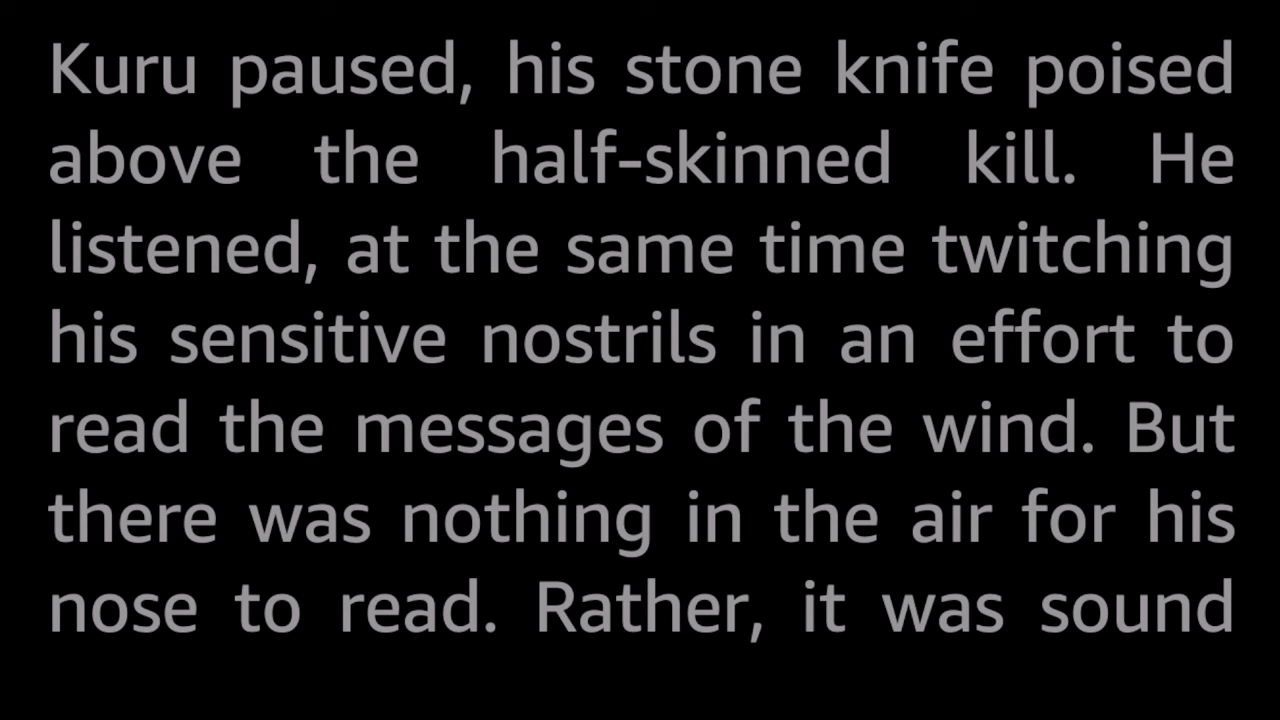 Kuru paused, his stone knife poised
above the half-skinned kill. He
listened, at the same time twitching
his sensitive nostrils in an effort to
read the messages of the wind. But
there was nothing in the air for his
nose to read. Rather, it was sound